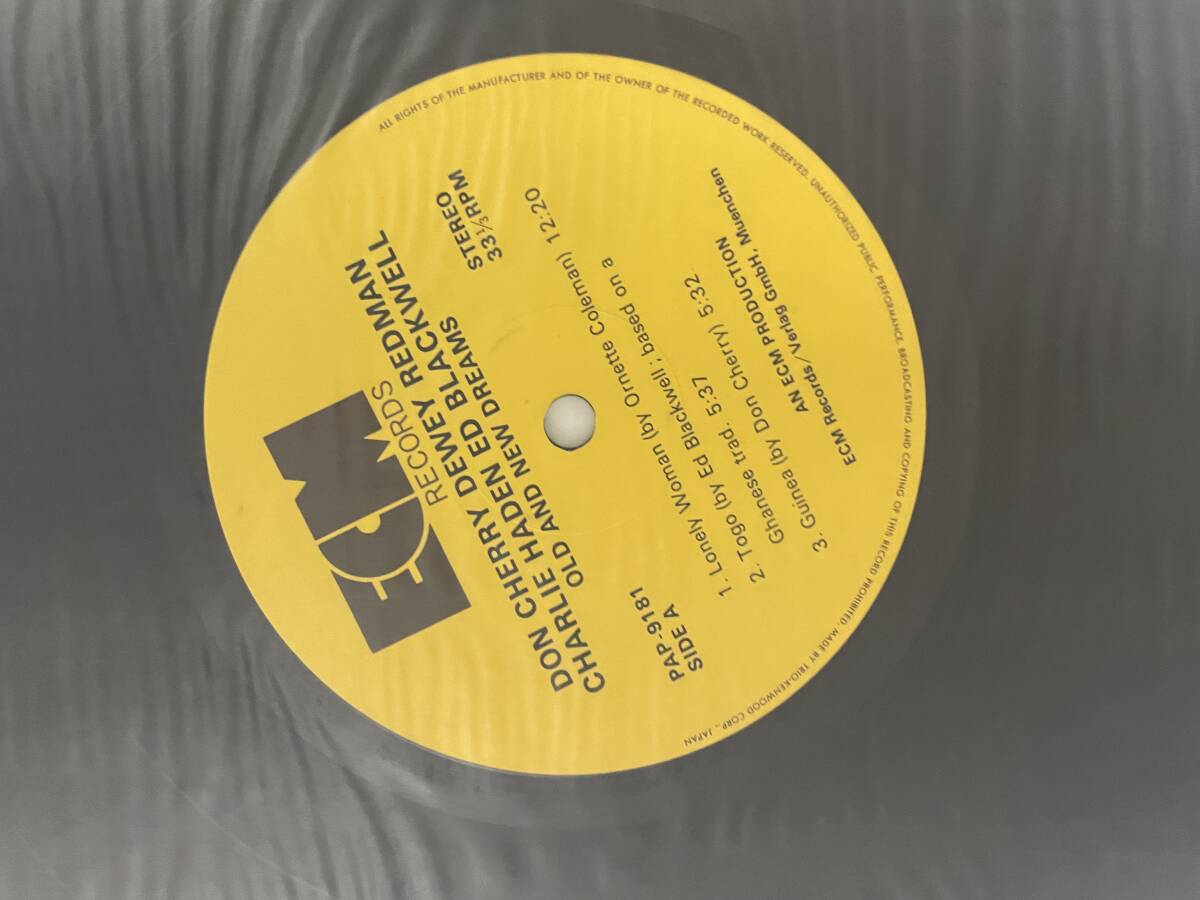 ECM
RECORDS
DON CHERRY DEWEY REDMAN
CHARLIE HADEN ED BLACKWELL
OLD AND NEW DREAMS
STEREO
33⅓ RPM
PAP-9181
SIDE A
1. Lonely Woman (by Ornette Coleman) 12:20
2. Togo (by Ed Blackwell; based on a
Ghanese trad. 5:37
3. Guinea (by Don Cherry) 5:32.
AN ECM PRODUCTION
ECM Records/Verlag GmbH, Muenchen
ALL RIGHTS OF THE MANUFACTURER AND OF THE OWNER OF THE RECORDED WORK RESERVED. UNAUTHORIZED PUBLIC PERFORMANCE, BROADCASTING AND COPYING OF THIS RECORD PROHIBITED. MADE BY TRIO-KENWOOD CORP., JAPAN